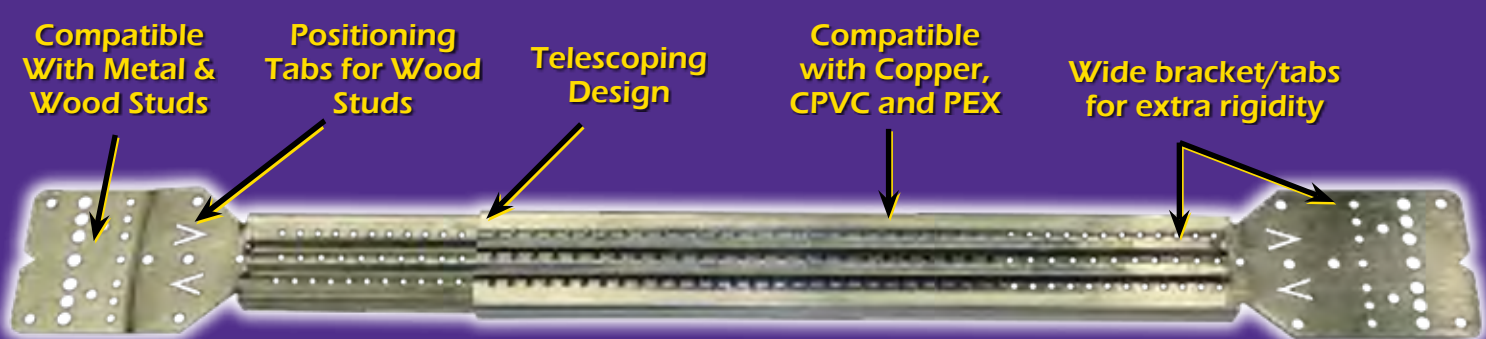 Compatible
With Metal &
Wood Studs
Positioning
Tabs for Wood
Studs
Telescoping
Design
Compatible
with Copper,
CPVC and PEX
Wide bracket/tabs
for extra rigidity